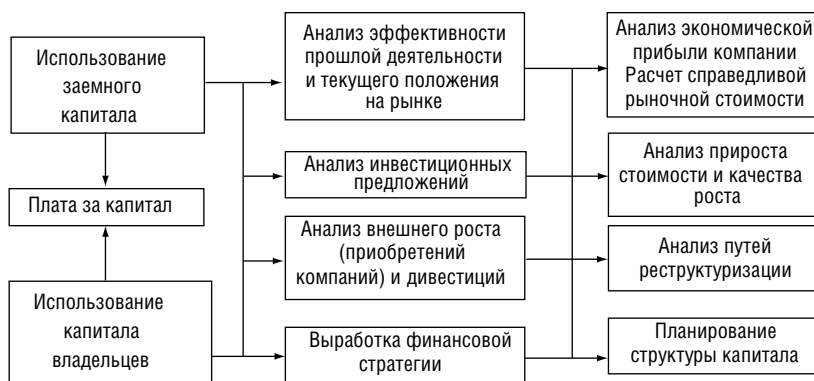 Использование
заемного
капитала
Плата за капитал
Использование
капитала
владельцев
Анализ эффективности
прошлой деятельности
и текущего положения
на рынке
Анализ инвестиционных
предложений
Анализ внешнего роста
(приобретений
компаний) и дивестиций
Выработка финансовой
стратегии
Анализ экономической
прибыли компании
Расчет справедливой
рыночной стоимости
Анализ прироста
стоимости и качества
роста
Анализ путей
реструктуризации
Планирование
структуры капитала